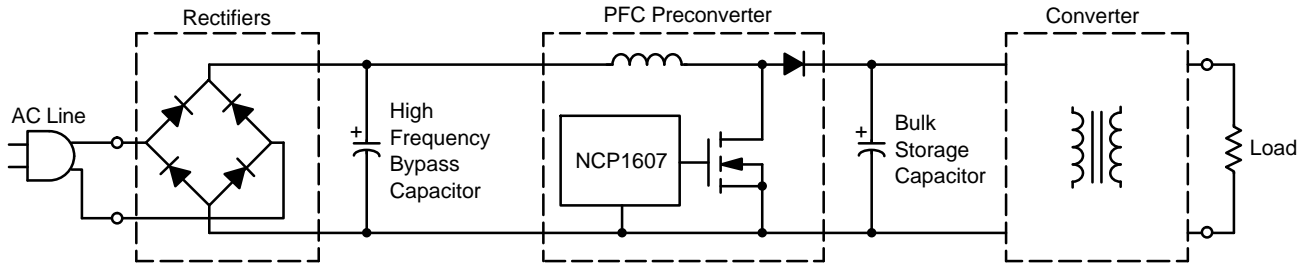 Rectifiers
PFC Preconverter
Converter
AC Line
+
High
Frequency
Bypass
Capacitor
NCP1607
+
Bulk
Storage
Capacitor
Load